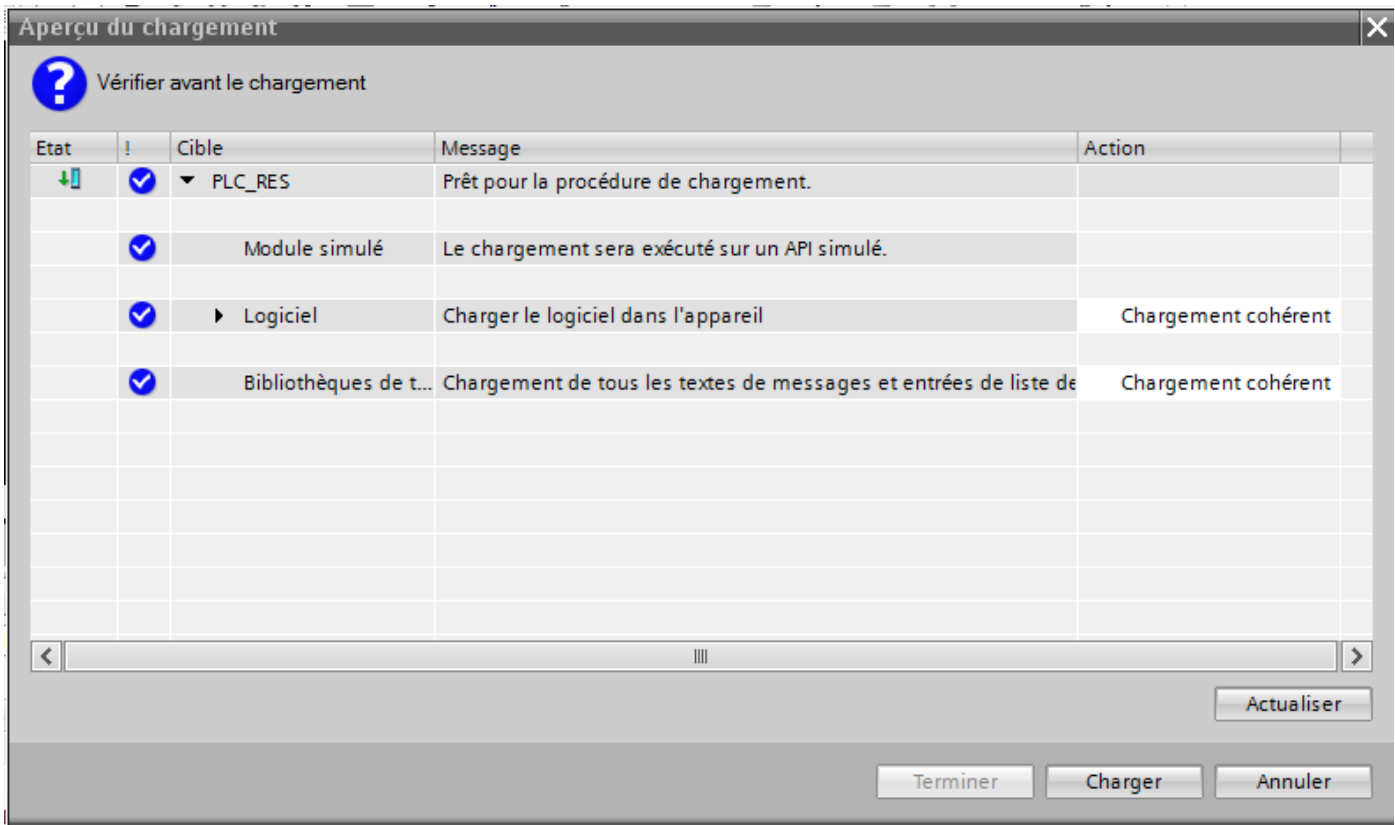 Aperçu du chargement
Vérifier avant le chargement
Etat ! Cible Message Action
PLC_RES Prêt pour la procédure de chargement.
Module simulé Le chargement sera exécuté sur un API simulé.
Logiciel Charger le logiciel dans l'appareil Chargement cohérent
Bibliothèques de t... Chargement de tous les textes de messages et entrées de liste de Chargement cohérent
Actualiser
Terminer Charger Annuler